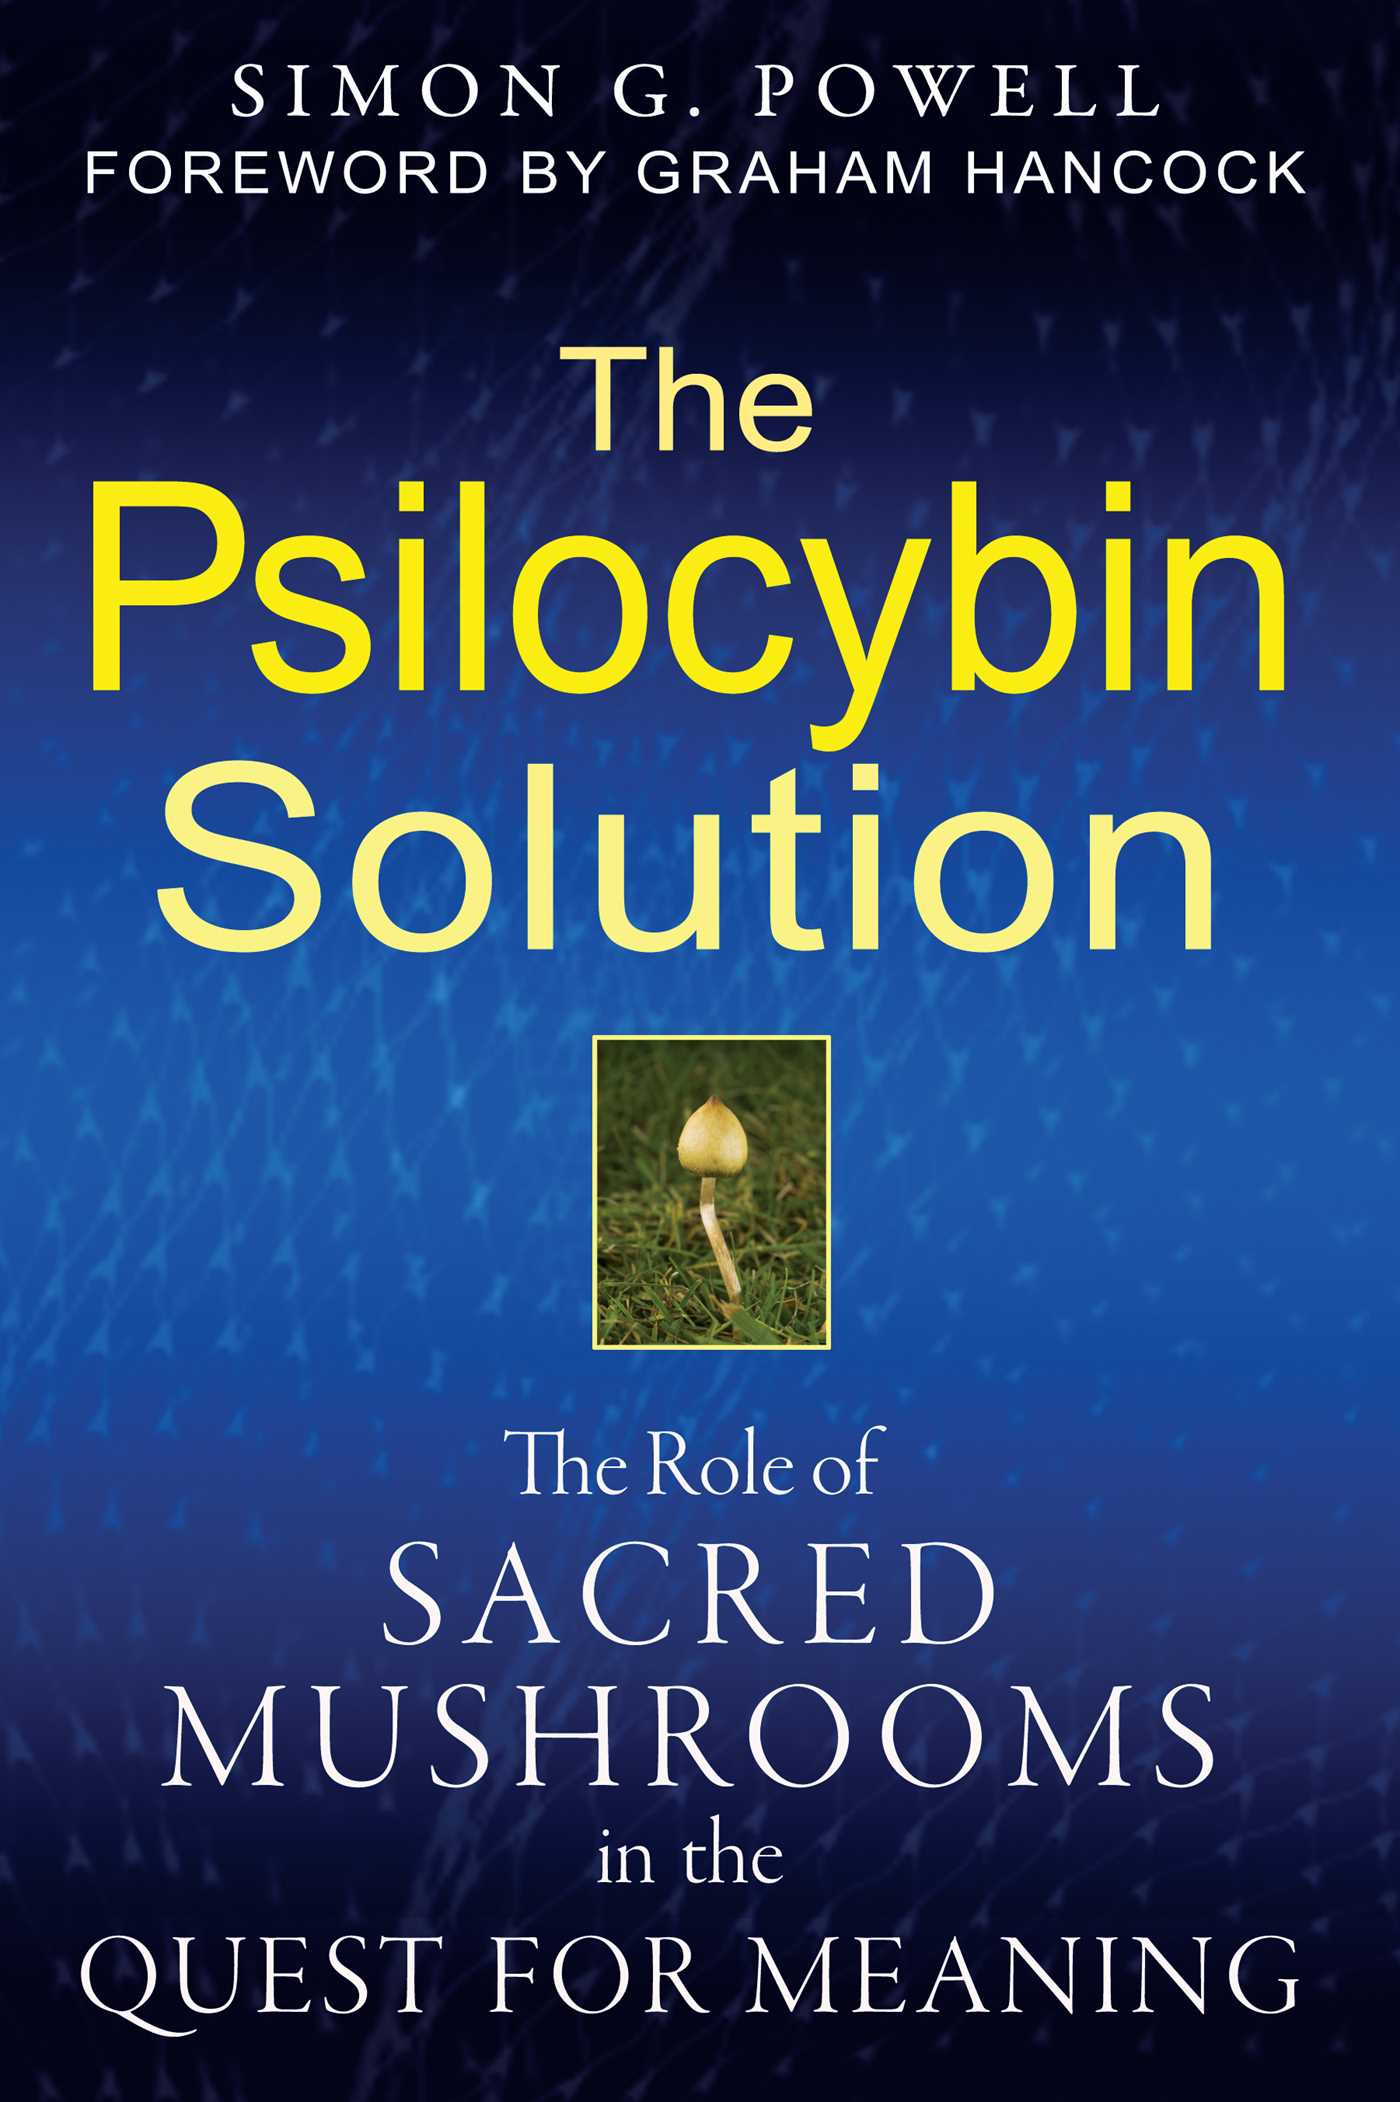 SIMON G. POWELL
FOREWORD BY GRAHAM HANCOCK
The
Psilocybin
Solution
The Role of
SACRED
MUSHROOMS
in the
QUEST FOR MEANING